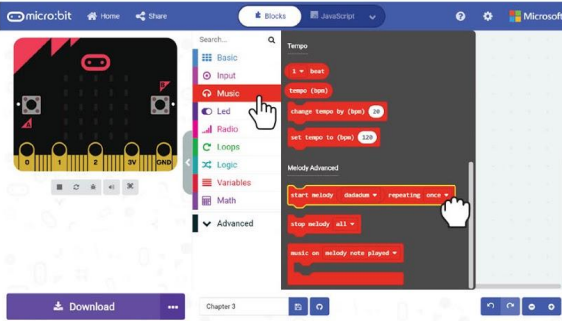 micro:bit Home Share Blocks JavaScript Microsoft
Search...
Basic
Input
Music
Led
Radio
Loops
Logic
Variables
Math
Advanced
Tempo
1 beat
tempo (bpm)
change tempo by (bpm) 20
set tempo to (bpm) 120
Melody Advanced
start melody dadadum repeating once
stop melody all
music on melody note played
0 1 2 3V GND
A
B
Download
Chapter 3